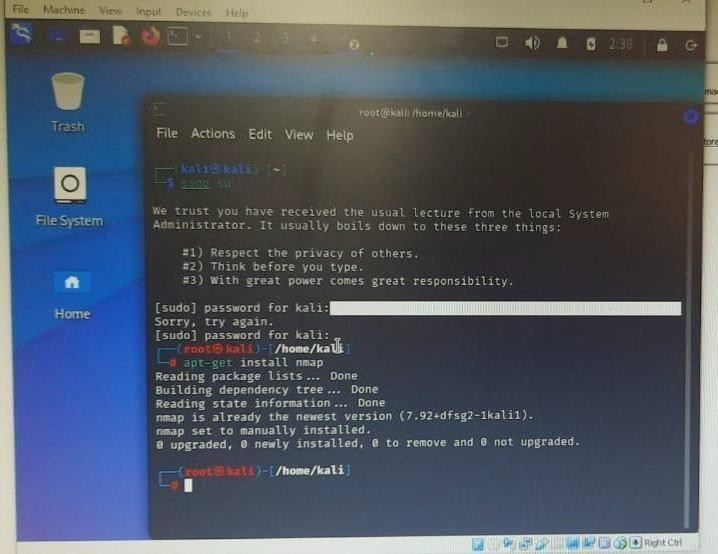 File Machine View Input Devices Help
1 2 3 4
2
2:36
Trash
File System
Home
root@kali: /home/kali
File Actions Edit View Help
(kali㉿kali)-[~]
$ sudo su
We trust you have received the usual lecture from the local System
Administrator. It usually boils down to these three things:
#1) Respect the privacy of others.
#2) Think before you type.
#3) With great power comes great responsibility.
[sudo] password for kali:
Sorry, try again.
[sudo] password for kali:
(root㉿kali)-[/home/kali]
# apt-get install nmap
Reading package lists... Done
Building dependency tree... Done
Reading state information... Done
nmap is already the newest version (7.92+dfsg2-1kali1).
nmap set to manually installed.
0 upgraded, 0 newly installed, 0 to remove and 0 not upgraded.
(root㉿kali)-[/home/kali]
#
Right Ctrl